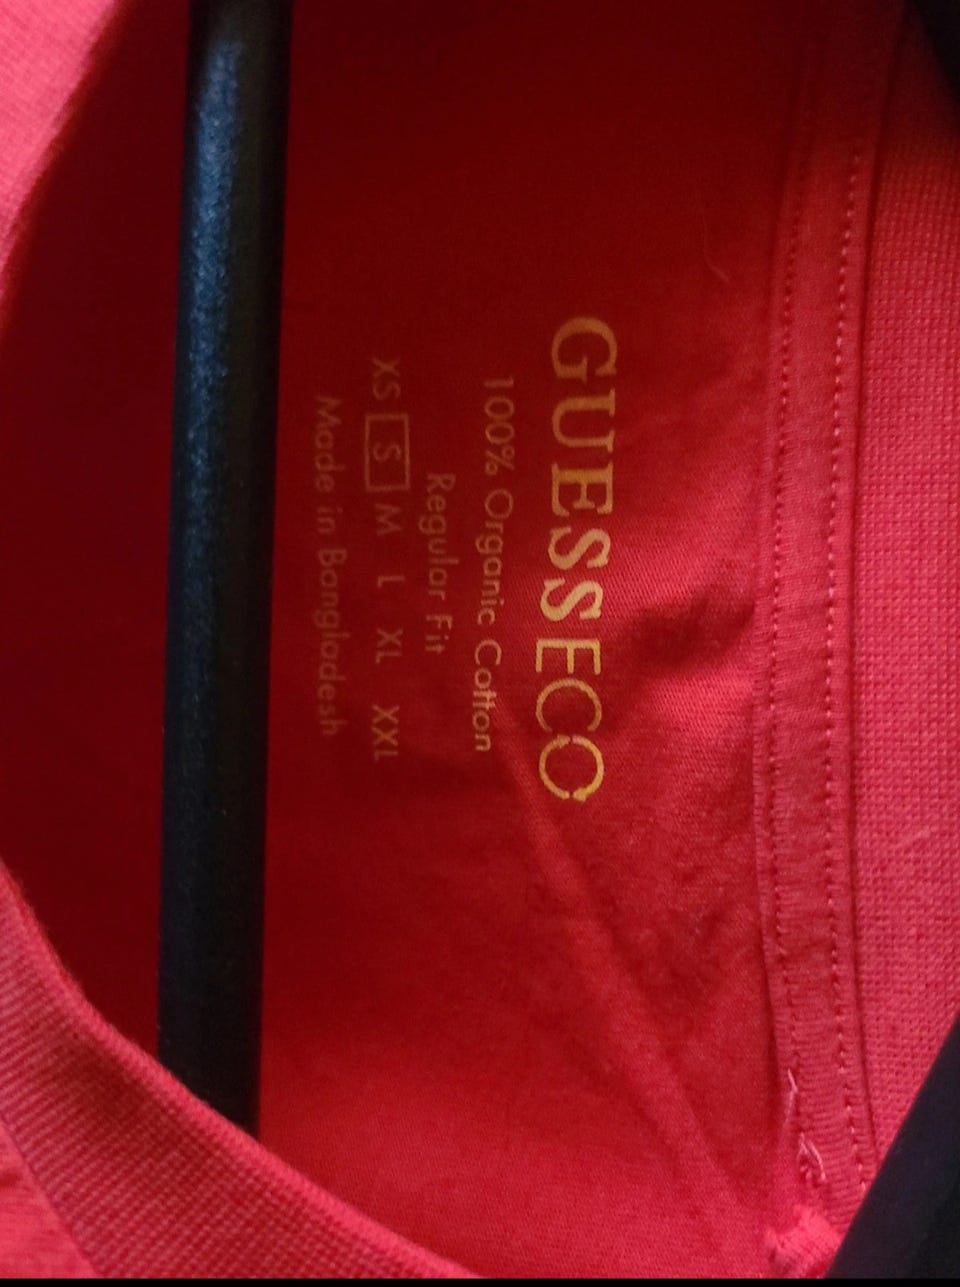 GUESSECO
100% Organic Cotton
Regular Fit
XS S M L XL XXL
Made in Bangladesh